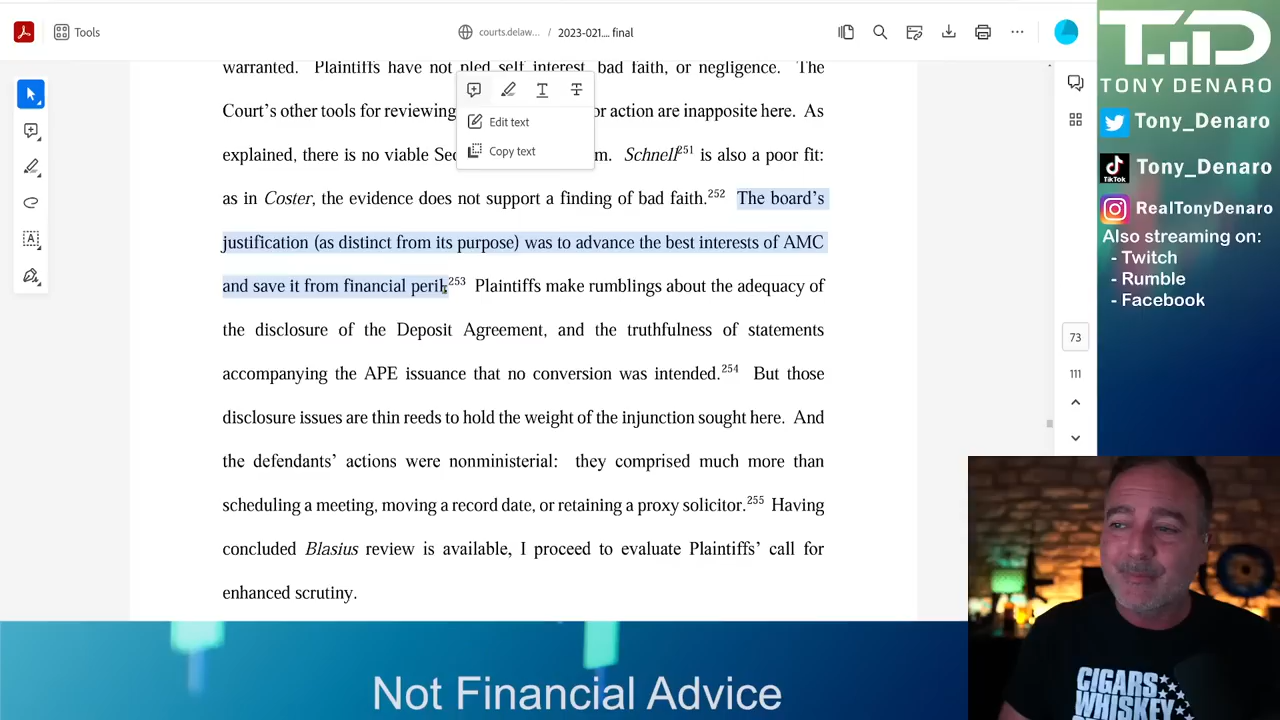 Tools
courts.delaw... / 2023-021.... final
TONY DENARO
Tony_Denaro
TikTok
Tony_Denaro
RealTonyDenaro
Also streaming on:
- Twitch
- Rumble
- Facebook
Edit text
Copy text
warranted. Plaintiffs have not pled self interest, bad faith, or negligence. The
Court's other tools for reviewing or action are inapposite here. As
explained, there is no viable Sec m. Schnell251 is also a poor fit:
as in Coster, the evidence does not support a finding of bad faith.252 The board's
justification (as distinct from its purpose) was to advance the best interests of AMC
and save it from financial peril.253 Plaintiffs make rumblings about the adequacy of
the disclosure of the Deposit Agreement, and the truthfulness of statements
accompanying the APE issuance that no conversion was intended.254 But those
disclosure issues are thin reeds to hold the weight of the injunction sought here. And
the defendants' actions were nonministerial: they comprised much more than
scheduling a meeting, moving a record date, or retaining a proxy solicitor.255 Having
concluded Blasius review is available, I proceed to evaluate Plaintiffs' call for
enhanced scrutiny.
73
111
Not Financial Advice
CIGARS
WHISKEY